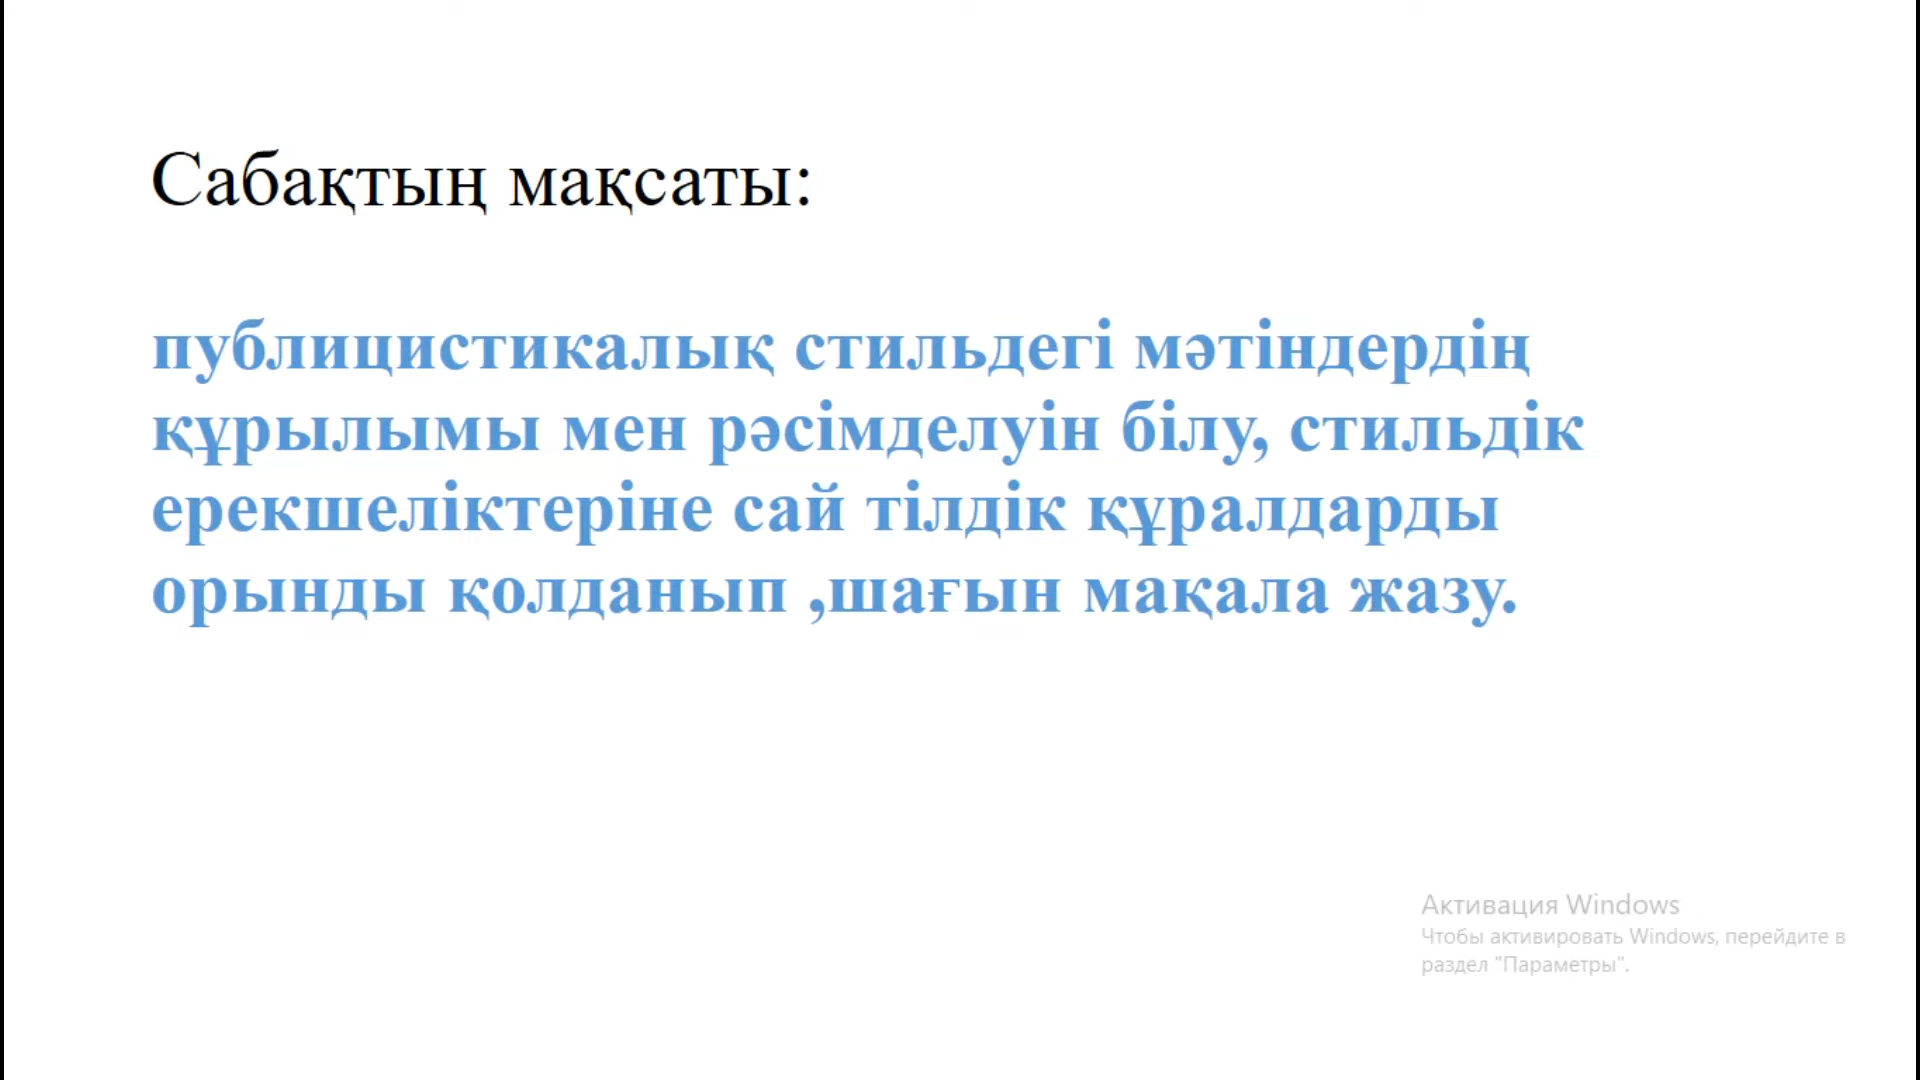 Сабақтың мақсаты:
публицистикалық стильдегі мәтіндердің
құрылымы мен рәсімделуін білу, стильдік
ерекшеліктеріне сай тілдік құралдарды
орынды қолданып ,шағын мақала жазу.
Активация Windows
Чтобы активировать Windows, перейдите в
раздел "Параметры".